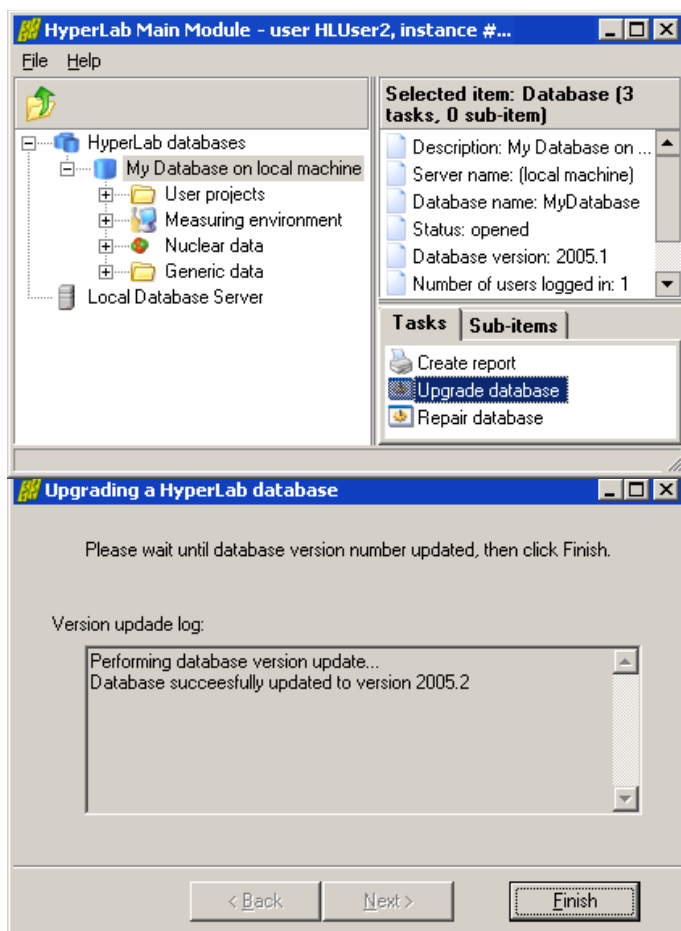 HyperLab Main Module - user HLUser2, instance #...
File Help
HyperLab databases
My Database on local machine
User projects
Measuring environment
Nuclear data
Generic data
Local Database Server
Selected item: Database (3
tasks, 0 sub-item)
Description: My Database on ...
Server name: (local machine)
Database name: MyDatabase
Status: opened
Database version: 2005.1
Number of users logged in: 1
Tasks Sub-items
Create report
Upgrade database
Repair database
Upgrading a HyperLab database
Please wait until database version number updated, then click Finish.
Version updade log:
Performing database version update...
Database succeesfully updated to version 2005.2
< Back Next > Finish